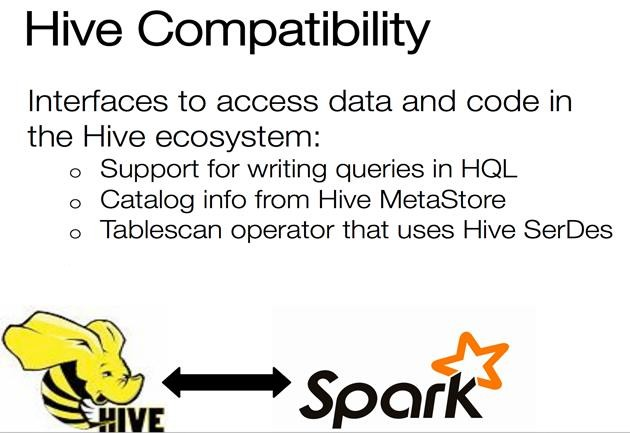 Hive Compatibility
Interfaces to access data and code in
the Hive ecosystem:
o Support for writing queries in HQL
o Catalog info from Hive MetaStore
o Tablescan operator that uses Hive SerDes
HIVE
Spark